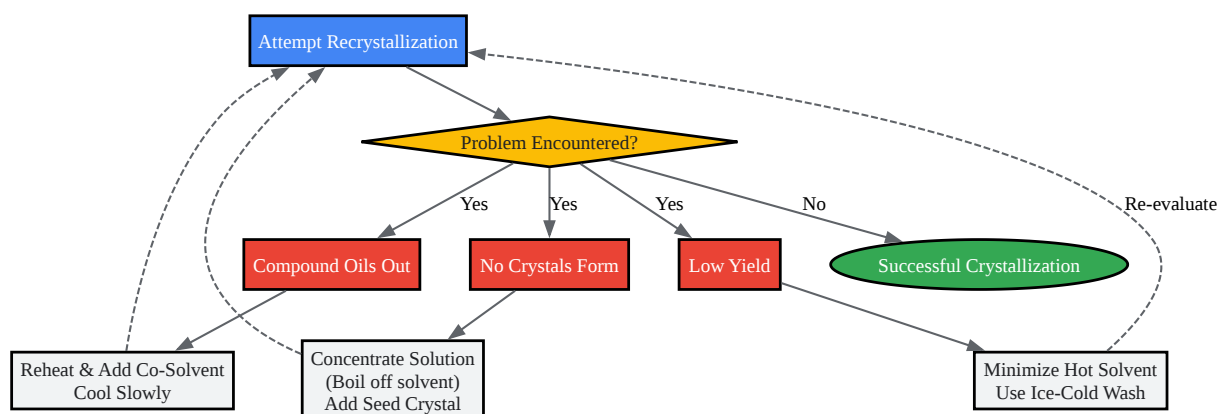 Attempt Recrystallization
Problem Encountered?
Yes
Yes
Yes
No
Re-evaluate
Compound Oils Out
No Crystals Form
Low Yield
Successful Crystallization
Reheat & Add Co-Solvent
Cool Slowly
Concentrate Solution
(Boil off solvent)
Add Seed Crystal
Minimize Hot Solvent
Use Ice-Cold Wash